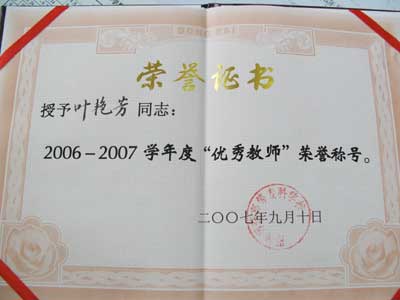 荣誉证书
授予叶艳芳同志：
2006-2007 学年度“优秀教师”荣誉称号。
二〇〇七年九月十日